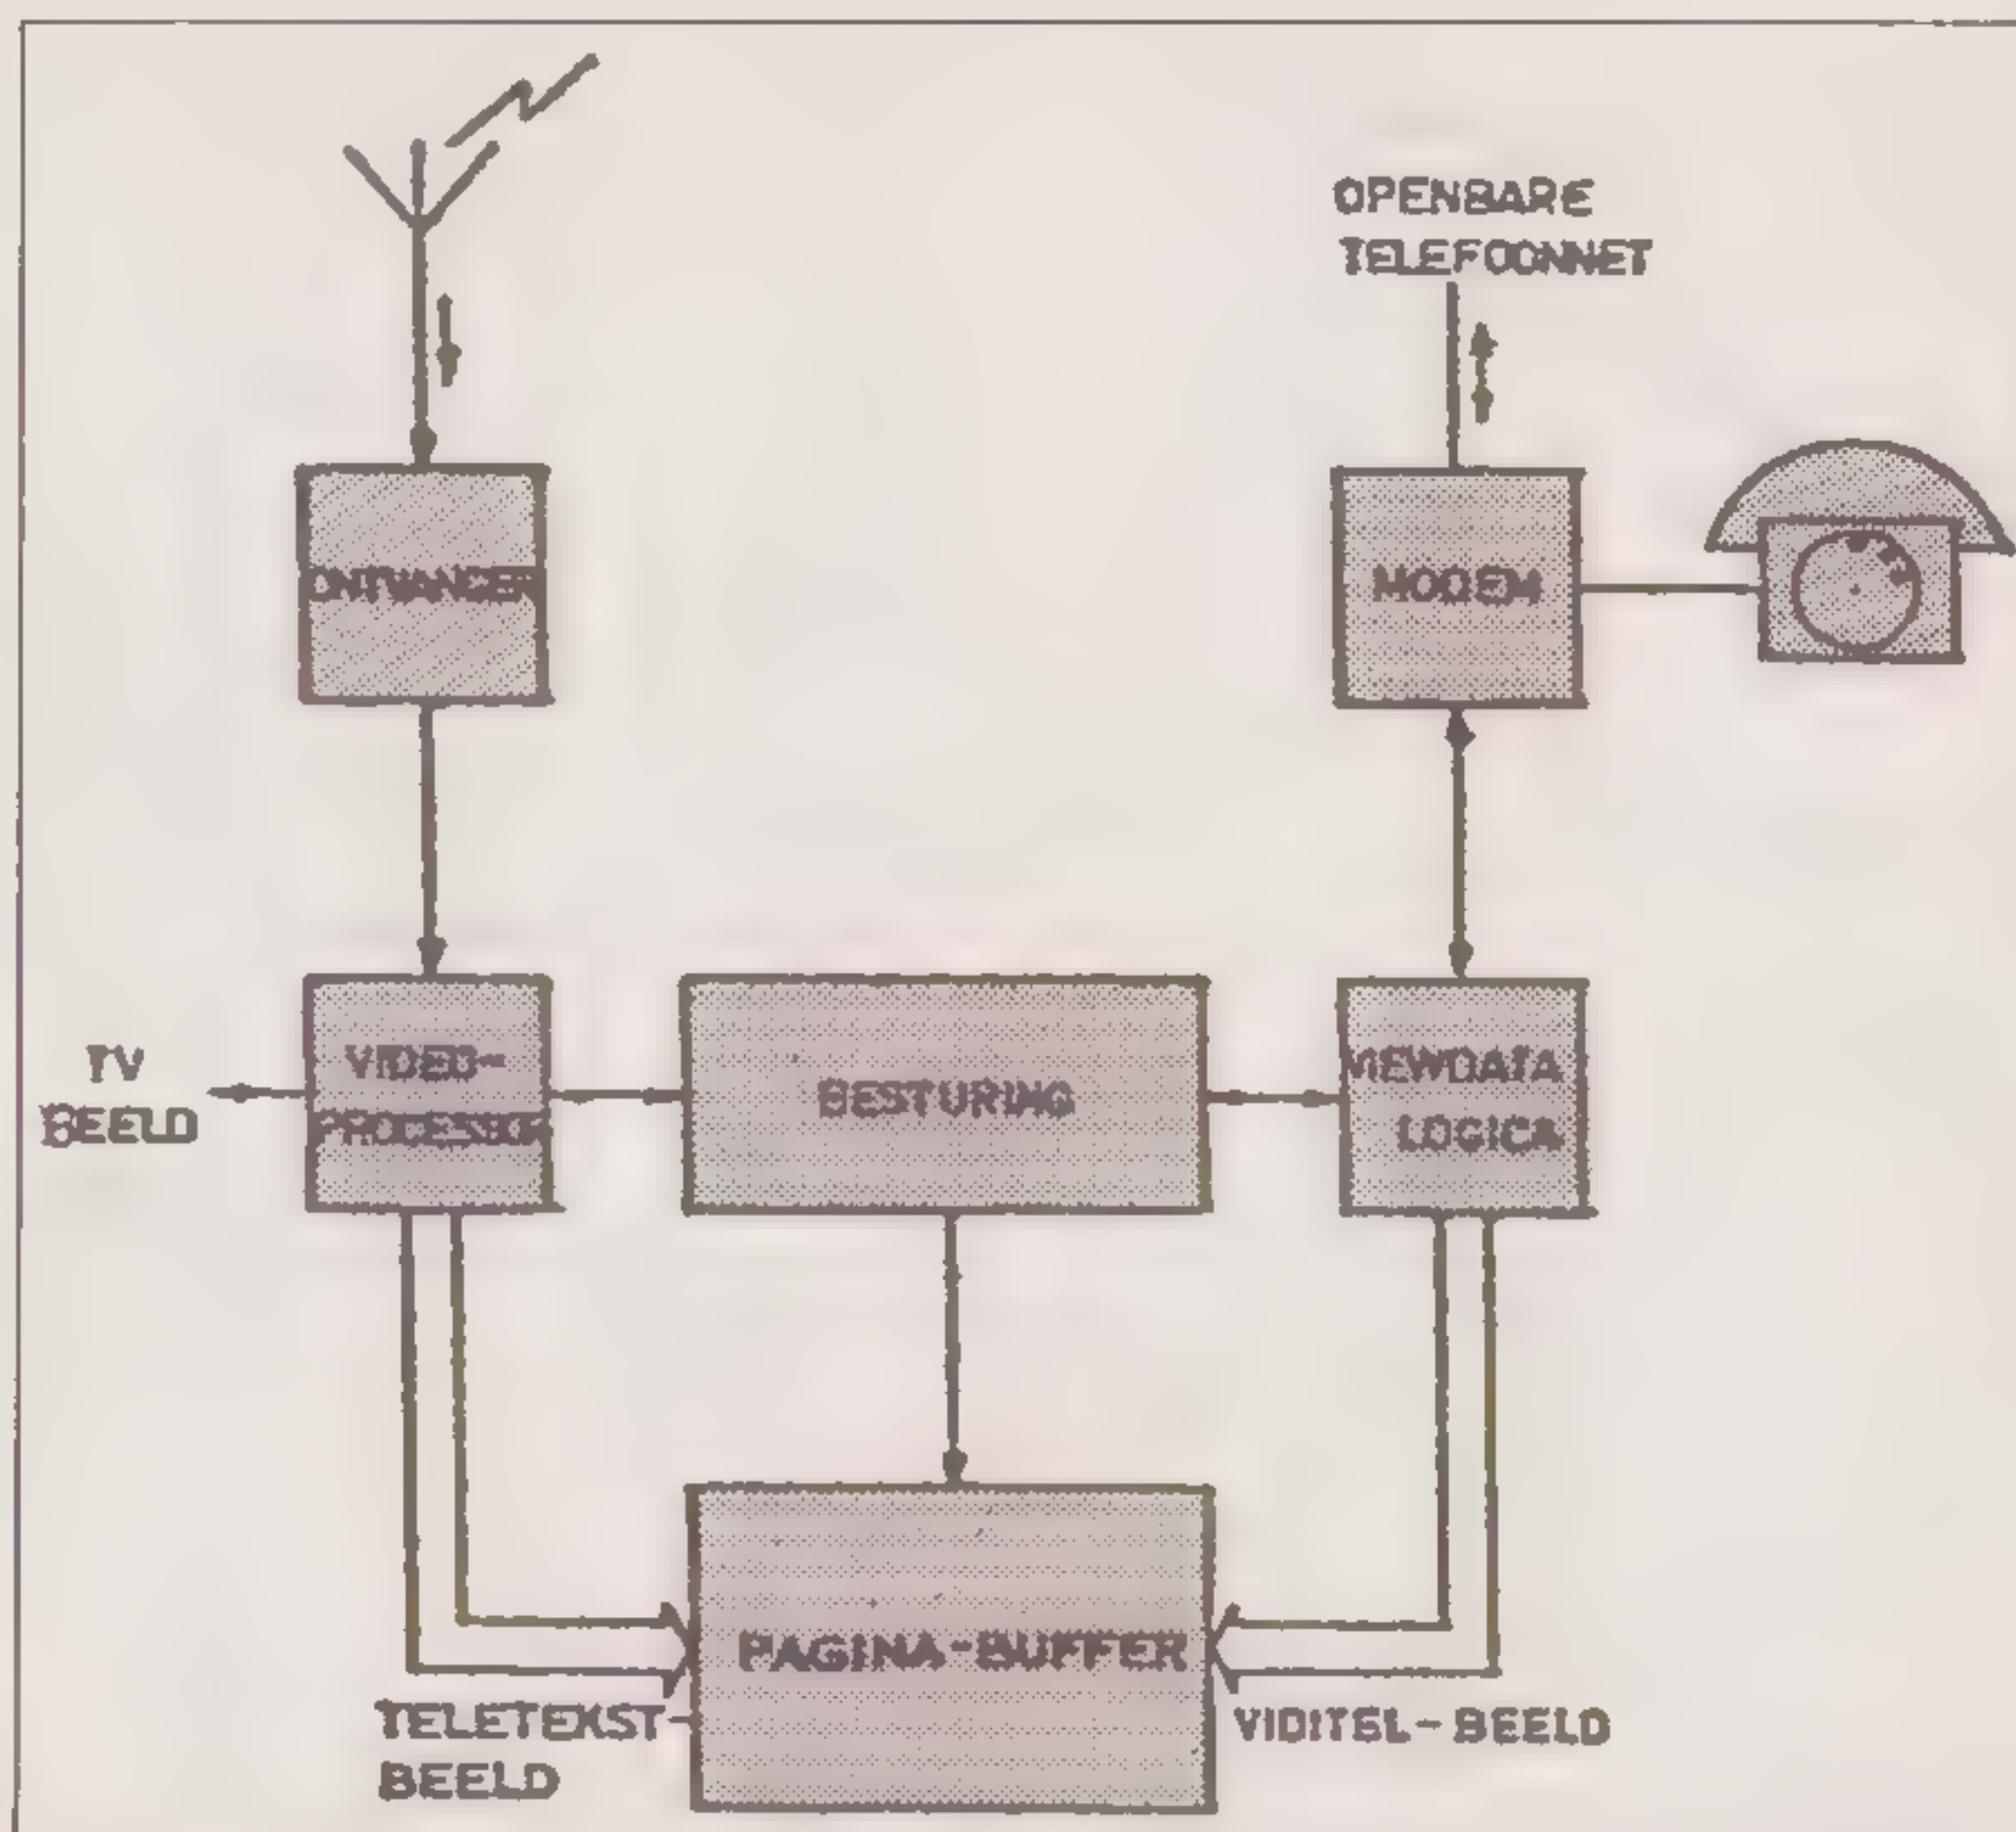 OPENBARE
TELEFOONNET
ONTVANGER
MODEM
TV
BEELD
VIDEO-
PROCESSOR
BESTURING
VIEWDATA
LOGICA
PAGINA-BUFFER
TELETEKST-
BEELD
VIDITEL-BEELD